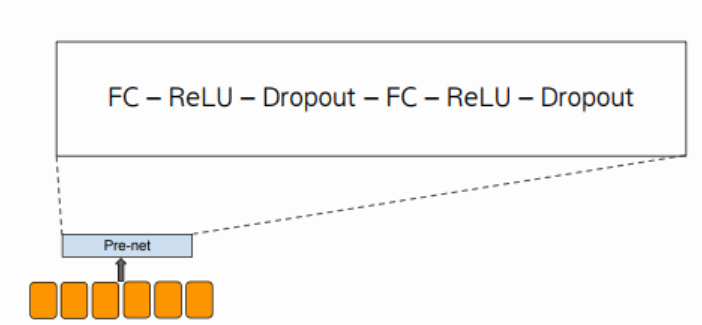 FC – ReLU – Dropout – FC – ReLU – Dropout
Pre-net